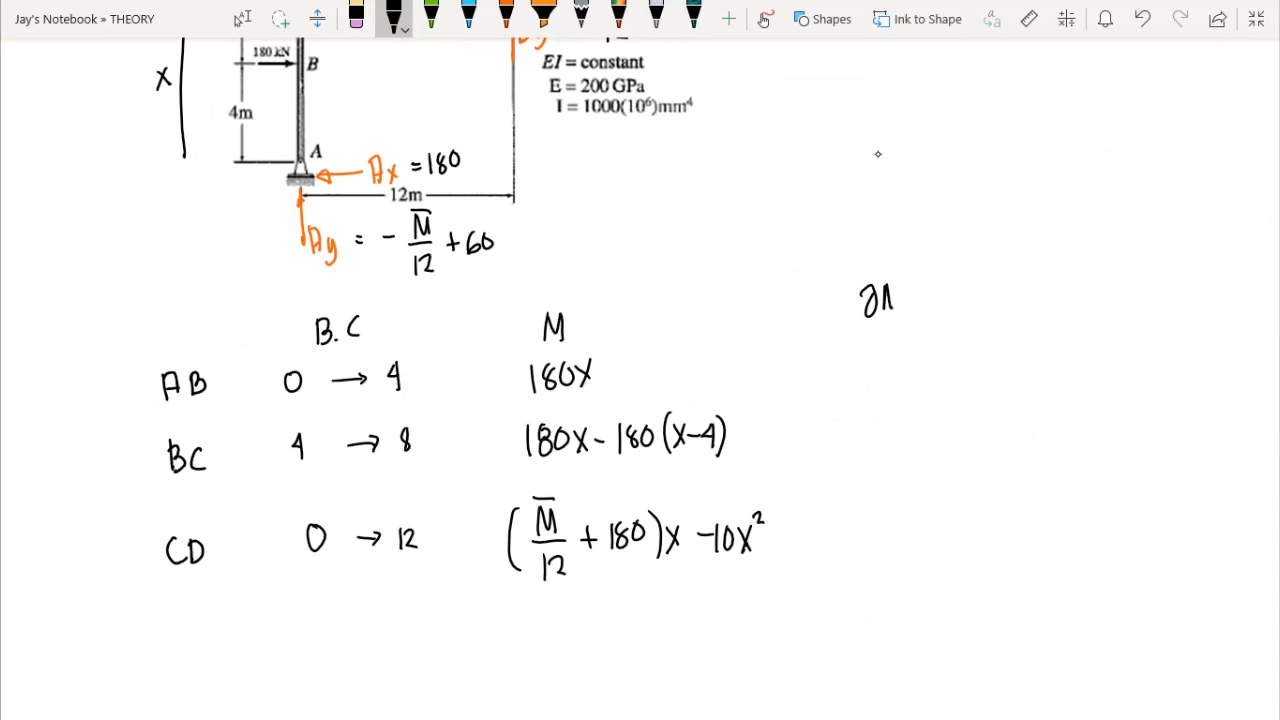 Jay's Notebook » THEORY
Shapes
Ink to Shape
X
180 kN
B
EI = constant
E = 200 GPa
I = 1000(10⁶)mm⁴
4m
A
Ax = 180
12m
Ay = - M̅/12 + 60
B.C M
AB 0 → 4 180x
BC 4 → 8 180x - 180(x-4)
CD 0 → 12 (M̅/12 + 180)x - 10x²